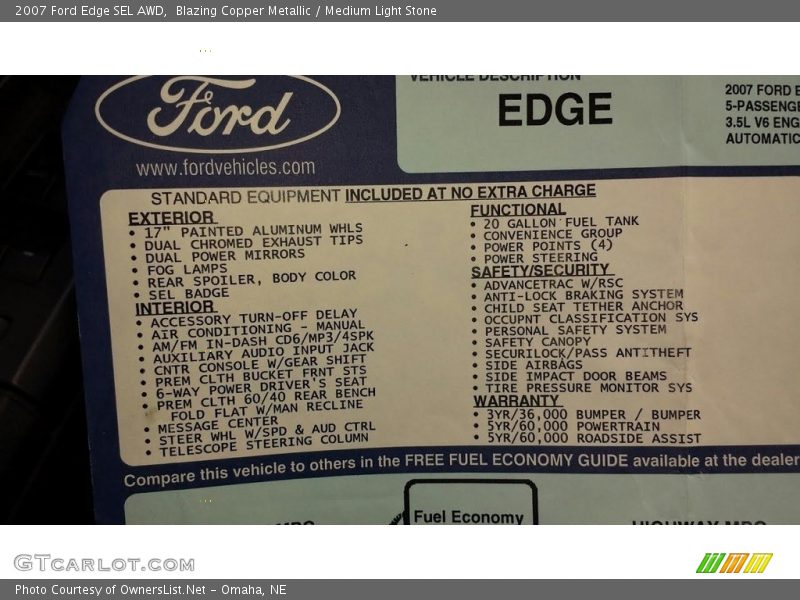 2007 Ford Edge SEL AWD, Blazing Copper Metallic / Medium Light Stone
Ford
www.fordvehicles.com
VEHICLE DESCRIPTION
EDGE
2007 FORD E
5-PASSENGE
3.5L V6 ENG
AUTOMATIC
STANDARD EQUIPMENT INCLUDED AT NO EXTRA CHARGE
EXTERIOR
• 17" PAINTED ALUMINUM WHLS
• DUAL CHROMED EXHAUST TIPS
• DUAL POWER MIRRORS
• FOG LAMPS
• REAR SPOILER, BODY COLOR
• SEL BADGE
INTERIOR
• ACCESSORY TURN-OFF DELAY
• AIR CONDITIONING - MANUAL
• AM/FM IN-DASH CD6/MP3/4SPK
• AUXILIARY AUDIO INPUT JACK
• CNTR CONSOLE W/GEAR SHIFT
• PREM CLTH BUCKET FRNT STS
• 6-WAY POWER DRIVER'S SEAT
• PREM CLTH 60/40 REAR BENCH
FOLD FLAT W/MAN RECLINE
• MESSAGE CENTER
• STEER WHL W/SPD & AUD CTRL
• TELESCOPE STEERING COLUMN
FUNCTIONAL
• 20 GALLON FUEL TANK
• CONVENIENCE GROUP
• POWER POINTS (4)
• POWER STEERING
SAFETY/SECURITY
• ADVANCETRAC W/RSC
• ANTI-LOCK BRAKING SYSTEM
• CHILD SEAT TETHER ANCHOR
• OCCUPNT CLASSIFICATION SYS
• PERSONAL SAFETY SYSTEM
• SAFETY CANOPY
• SECURILOCK/PASS ANTITHEFT
• SIDE AIRBAGS
• SIDE IMPACT DOOR BEAMS
• TIRE PRESSURE MONITOR SYS
WARRANTY
• 3YR/36,000 BUMPER / BUMPER
• 5YR/60,000 POWERTRAIN
• 5YR/60,000 ROADSIDE ASSIST
Compare this vehicle to others in the FREE FUEL ECONOMY GUIDE available at the dealer
Fuel Economy
HIGHWAY MPG
GTCARLOT.COM
Photo Courtesy of OwnersList.Net - Omaha, NE